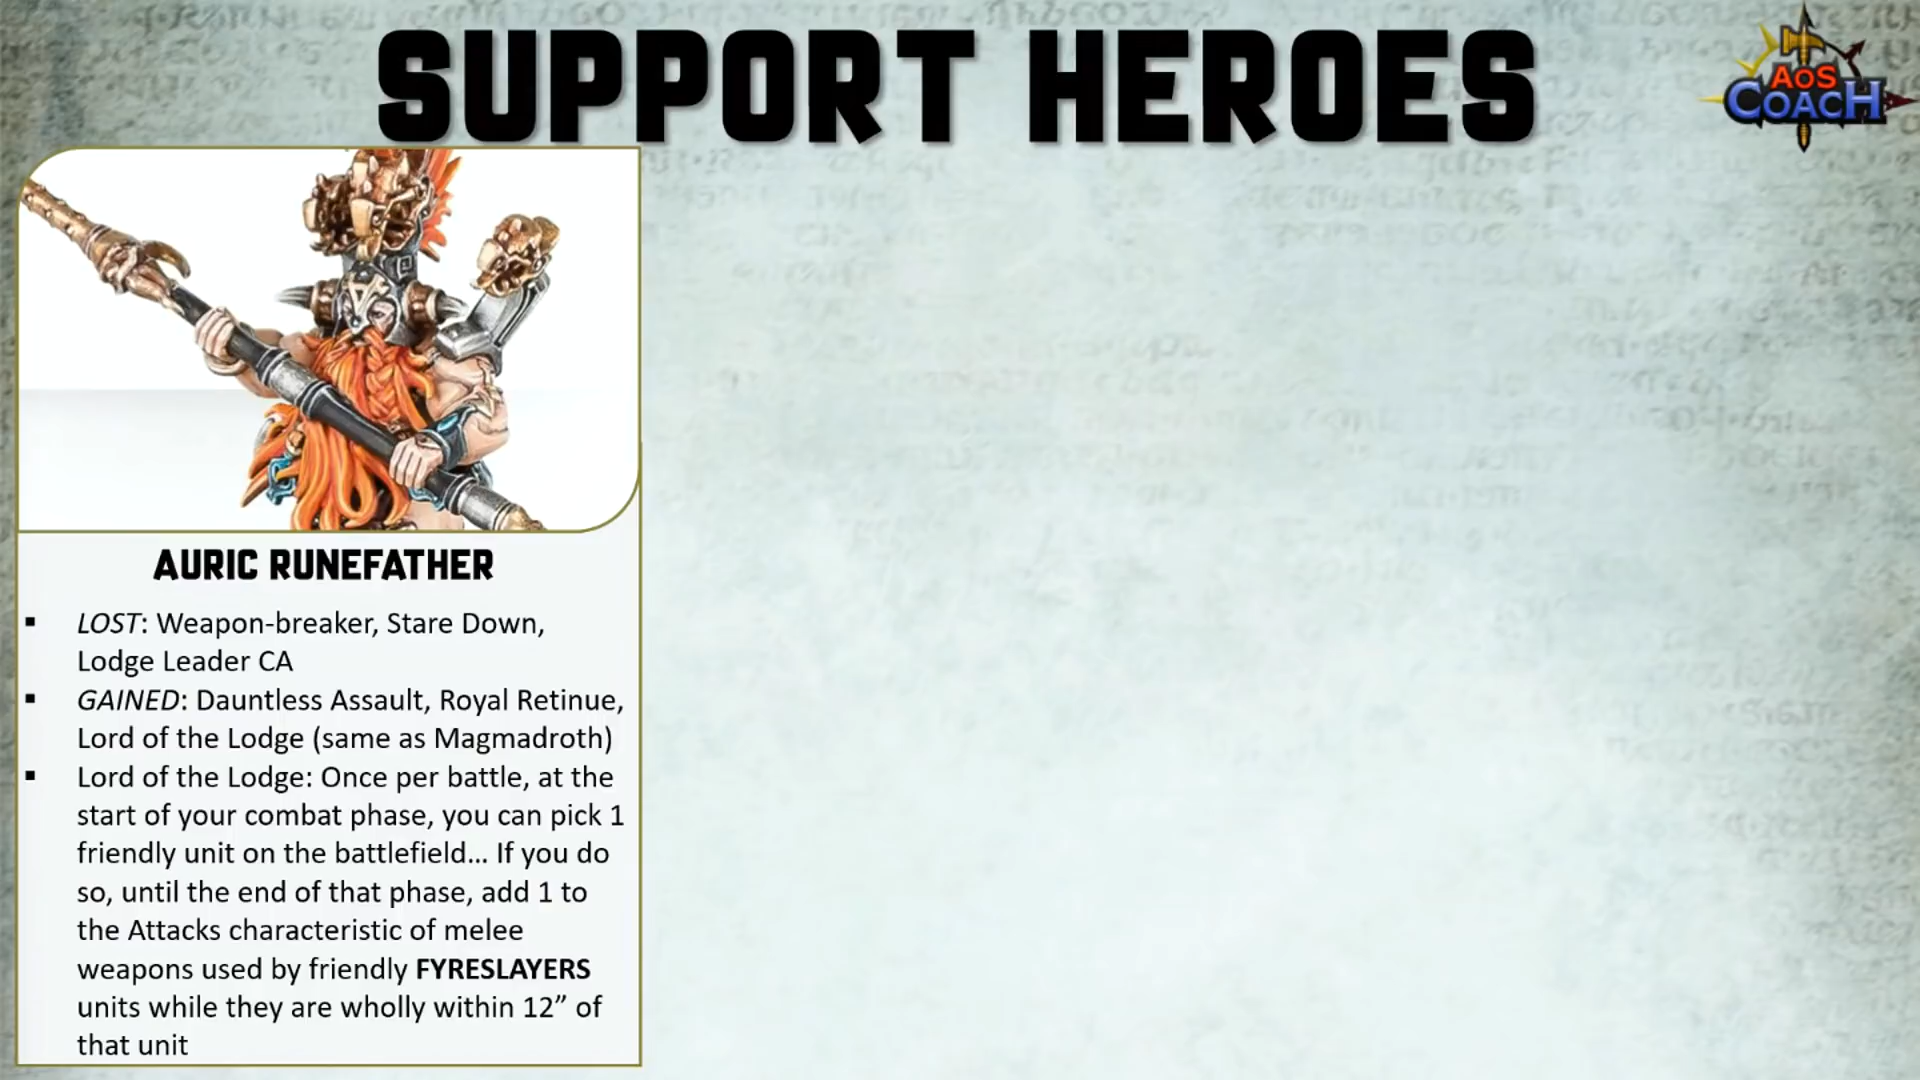 SUPPORT HEROES
AoS
COACH
AURIC RUNEFATHER
▪ LOST: Weapon-breaker, Stare Down,
Lodge Leader CA
▪ GAINED: Dauntless Assault, Royal Retinue,
Lord of the Lodge (same as Magmadroth)
▪ Lord of the Lodge: Once per battle, at the
start of your combat phase, you can pick 1
friendly unit on the battlefield... If you do
so, until the end of that phase, add 1 to
the Attacks characteristic of melee
weapons used by friendly FYRESLAYERS
units while they are wholly within 12” of
that unit